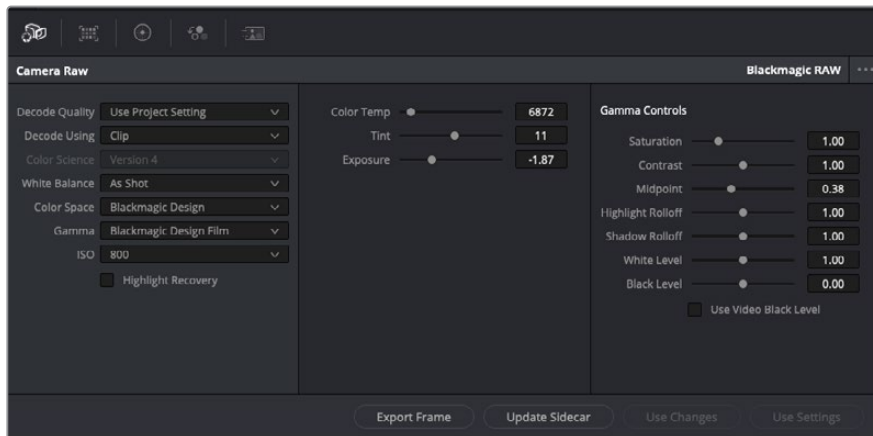 Camera Raw
Blackmagic RAW
Decode Quality Use Project Setting
Decode Using Clip
Color Science Version 4
White Balance As Shot
Color Space Blackmagic Design
Gamma Blackmagic Design Film
ISO 800
Highlight Recovery
Color Temp 6872
Tint 11
Exposure -1.87
Gamma Controls
Saturation 1.00
Contrast 1.00
Midpoint 0.38
Highlight Rolloff 1.00
Shadow Rolloff 1.00
White Level 1.00
Black Level 0.00
Use Video Black Level
Export Frame
Update Sidecar
Use Changes
Use Settings